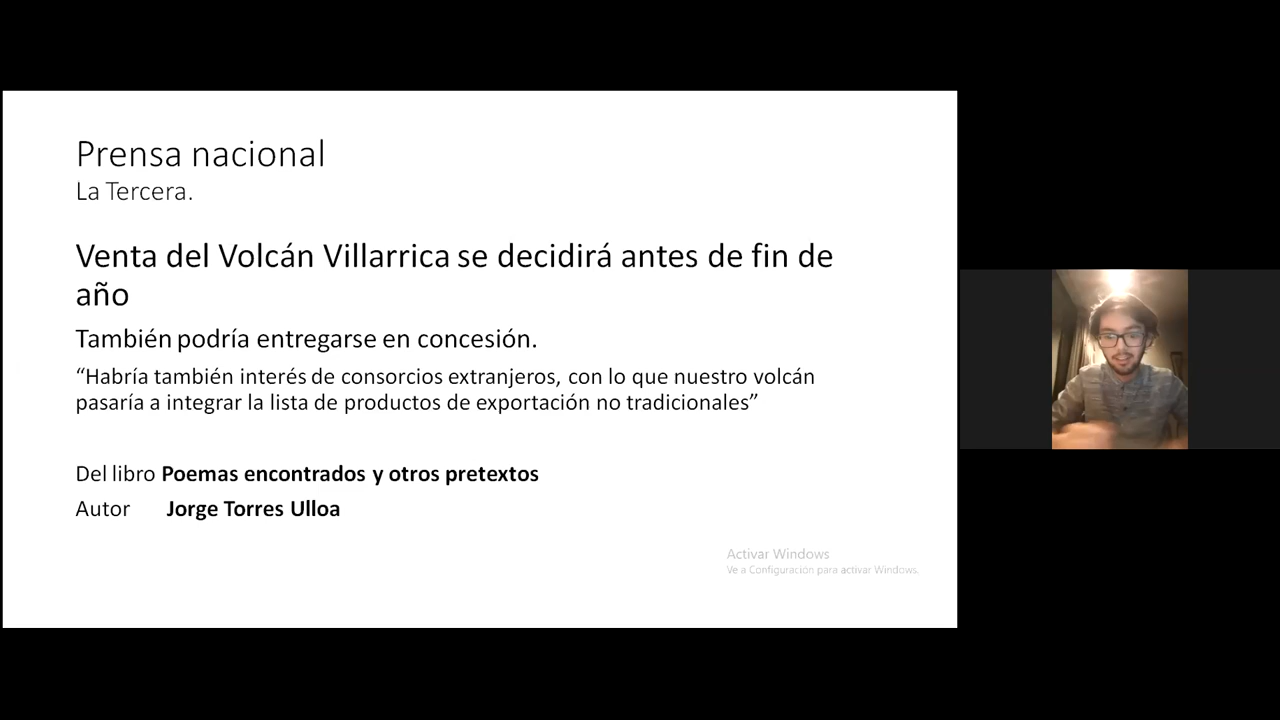 Prensa nacional
La Tercera.
Venta del Volcán Villarrica se decidirá antes de fin de
año
También podría entregarse en concesión.
“Habría también interés de consorcios extranjeros, con lo que nuestro volcán
pasaría a integrar la lista de productos de exportación no tradicionales”
Del libro Poemas encontrados y otros pretextos
Autor Jorge Torres Ulloa
Activar Windows
Ve a Configuración para activar Windows.